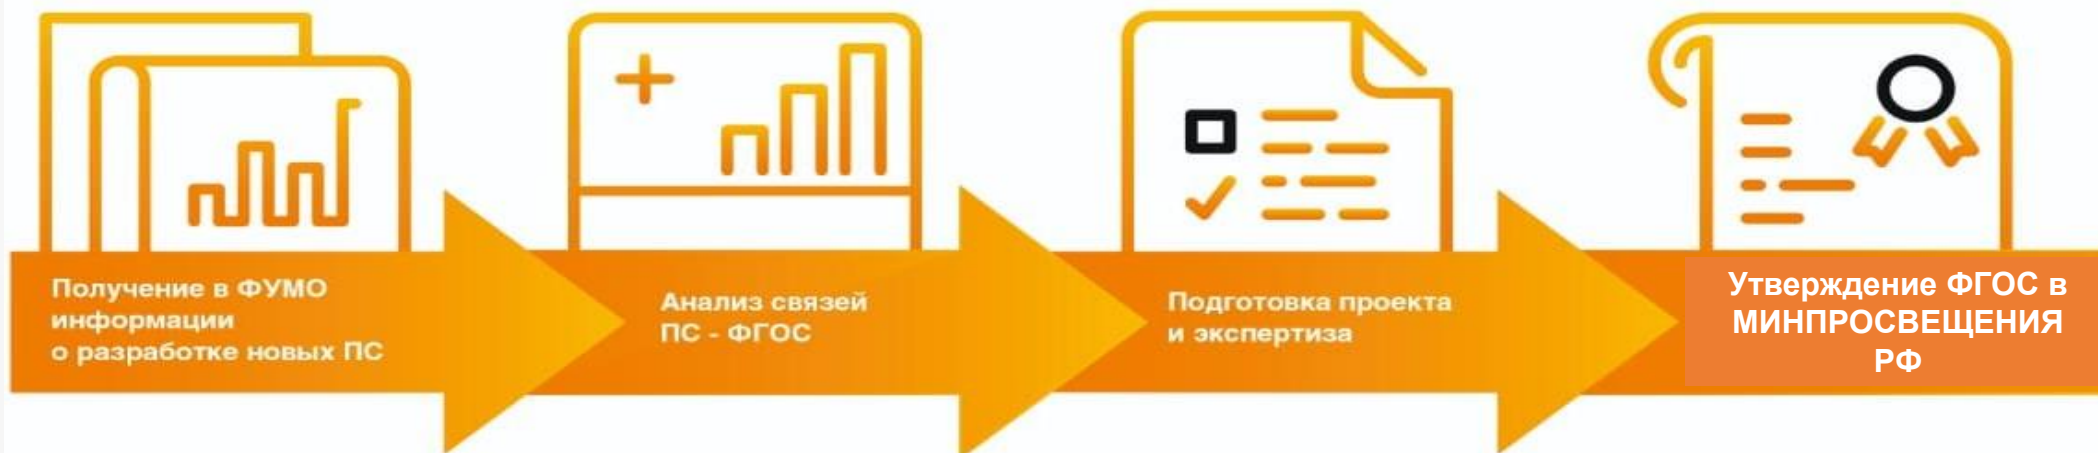 Получение в ФУМО
информации
о разработке новых ПС
Анализ связей
ПС - ФГОС
Подготовка проекта
и экспертиза
Утверждение ФГОС в
МИНПРОСВЕЩЕНИЯ
РФ